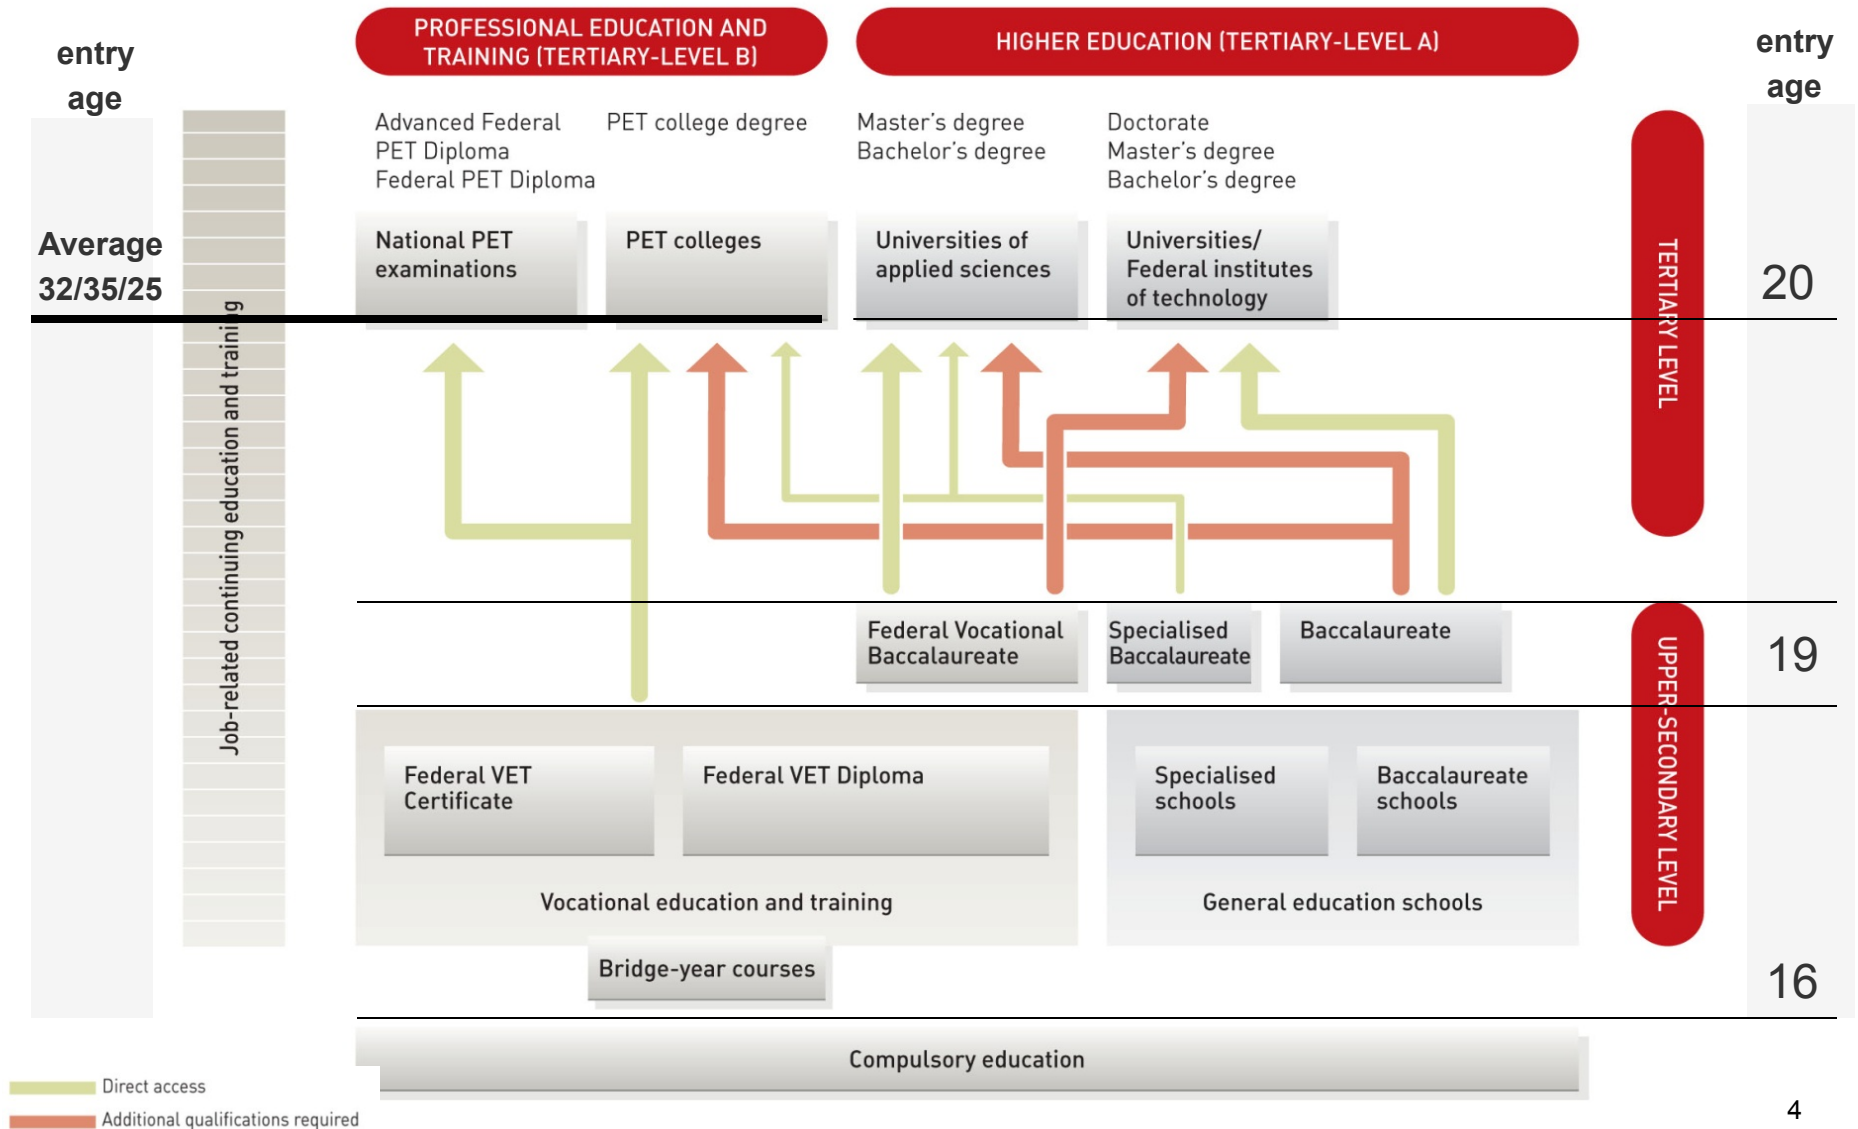 entry
age
PROFESSIONAL EDUCATION AND
TRAINING (TERTIARY-LEVEL B)
HIGHER EDUCATION (TERTIARY-LEVEL A)
entry
age
Advanced Federal
PET Diploma
Federal PET Diploma
PET college degree
Master's degree
Bachelor's degree
Doctorate
Master's degree
Bachelor's degree
Average
32/35/25
National PET
examinations
PET colleges
Universities of
applied sciences
Universities/
Federal institutes
of technology
20
TERTIARY LEVEL
Job-related continuing education and training
Federal Vocational
Baccalaureate
Specialised
Baccalaureate
Baccalaureate
19
UPPER-SECONDARY LEVEL
Federal VET
Certificate
Federal VET Diploma
Specialised
schools
Baccalaureate
schools
Vocational education and training
General education schools
Bridge-year courses
16
Compulsory education
Direct access
Additional qualifications required
4